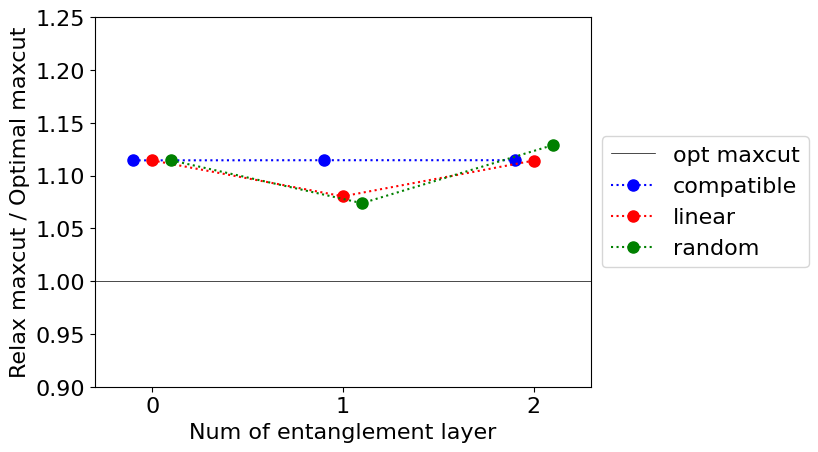 Relax maxcut / Optimal maxcut
1.25
1.20
1.15
1.10
1.05
1.00
0.95
0.90
0
1
2
Num of entanglement layer
opt maxcut
compatible
linear
random